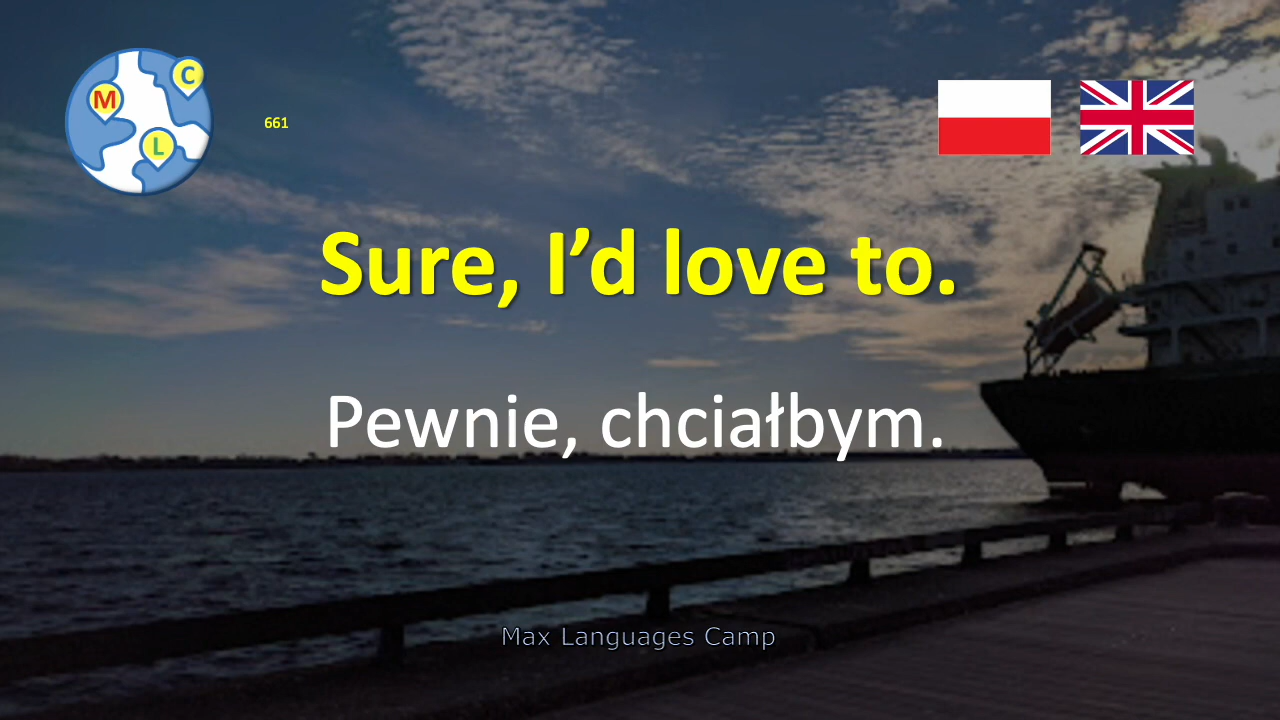 M
C
L
661
Sure, I’d love to.
Pewnie, chciałbym.
Max Languages Camp